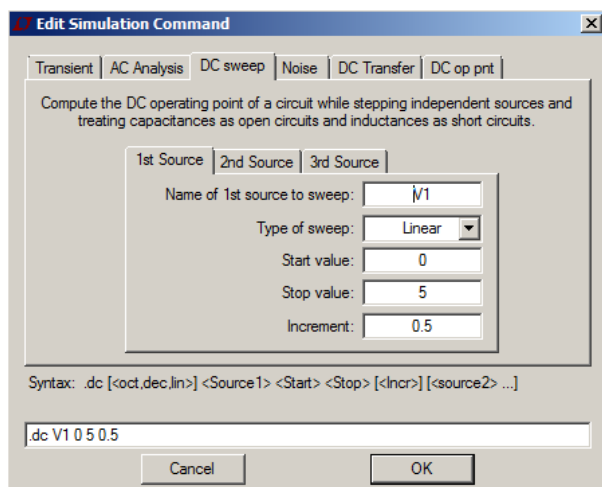 Edit Simulation Command
Transient AC Analysis DC sweep Noise DC Transfer DC op pnt
Compute the DC operating point of a circuit while stepping independent sources and
treating capacitances as open circuits and inductances as short circuits.
1st Source 2nd Source 3rd Source
Name of 1st source to sweep: V1
Type of sweep: Linear
Start value: 0
Stop value: 5
Increment: 0.5
Syntax: .dc [<oct,dec,lin>] <Source1> <Start> <Stop> [<Incr>] [<source2> ...]
.dc V1 0 5 0.5
Cancel OK